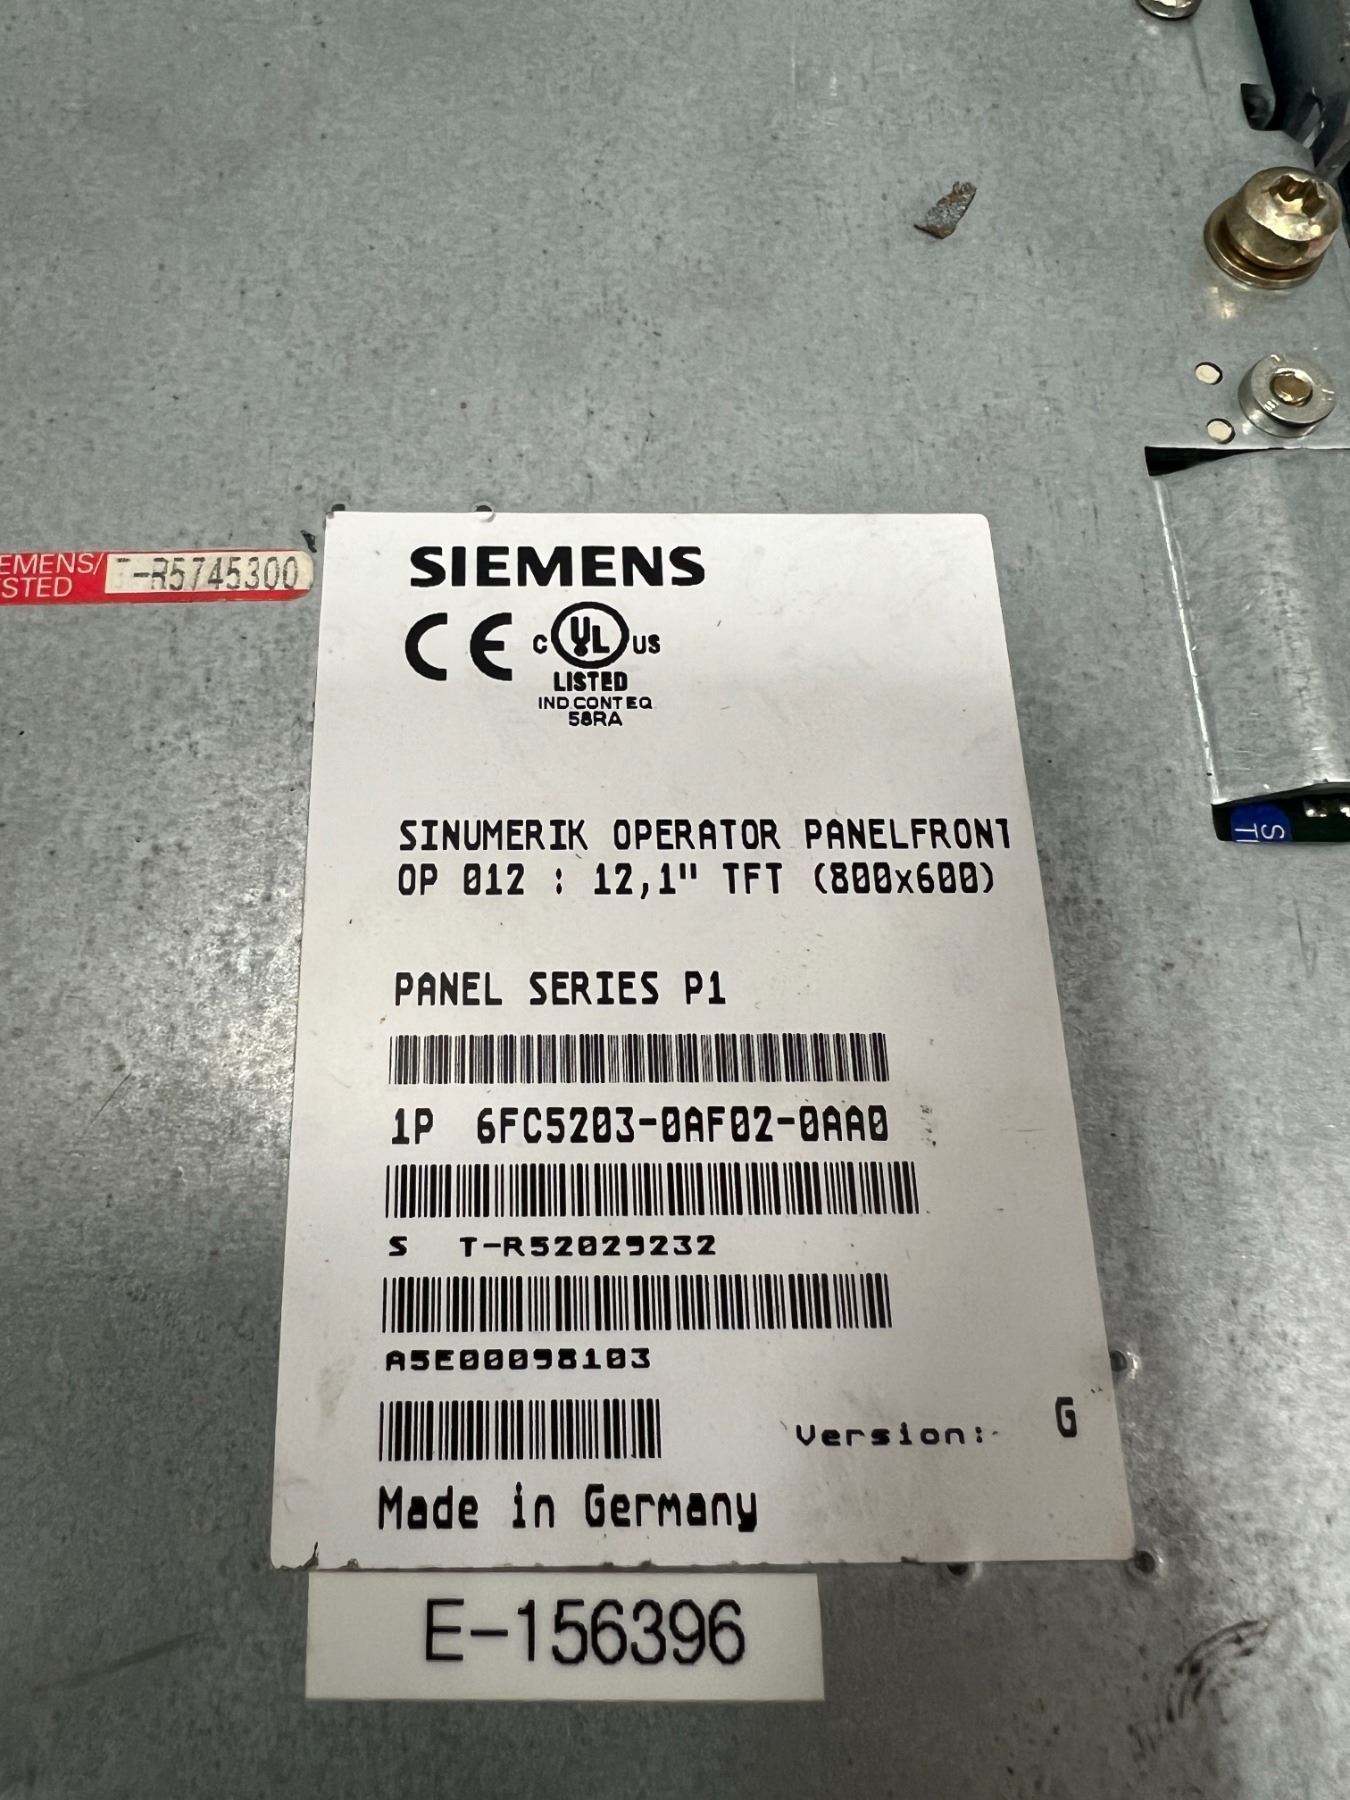 EMENS/
STED
-R5745300
SIEMENS
CE
C UL US
LISTED
IND.CONT.EQ.
58RA
SINUMERIK OPERATOR PANELFRONT
OP 012 : 12,1" TFT (800x600)
PANEL SERIES P1
1P 6FC5203-0AF02-0AA0
S T-R52029232
A5E00098103
Version: G
Made in Germany
E-156396